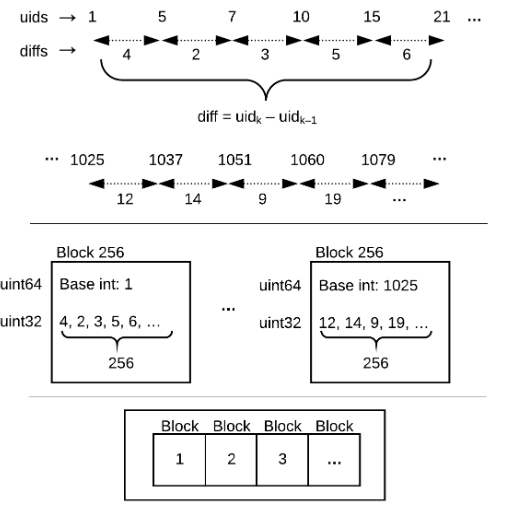 uids → 1 5 7 10 15 21 ...
diffs → 4 2 3 5 6
diff = uidₖ – uidₖ₋₁
... 1025 1037 1051 1060 1079 ...
12 14 9 19 ...
Block 256 Block 256
uint64 Base int: 1 ... uint64 Base int: 1025
uint32 4, 2, 3, 5, 6, ... uint32 12, 14, 9, 19, ...
256 256
Block Block Block Block
1 2 3 ...